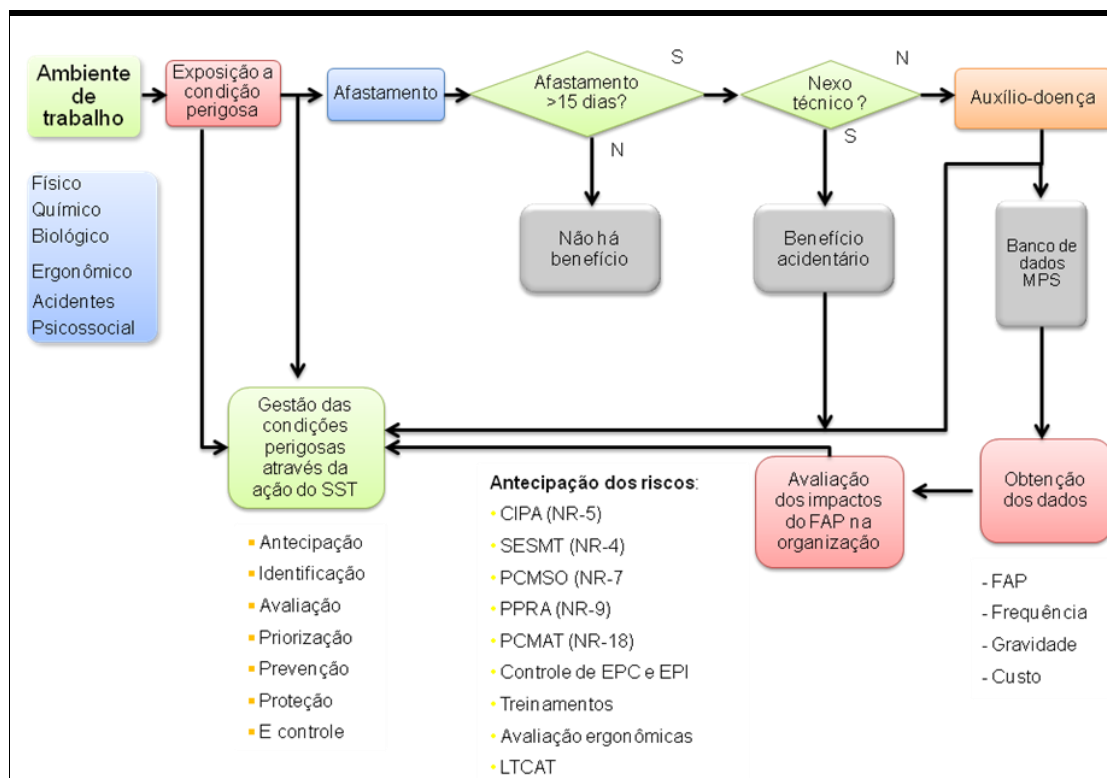 Ambiente
de
trabalho
Exposição a
condição
perigosa
Afastamento
Afastamento
>15 dias?
S
N
Nexo
técnico ?
N
S
Auxílio-doença
Físico
Químico
Biológico
Ergonômico
Acidentes
Psicossocial
Não há
benefício
Benefício
acidentário
Banco de
dados
MPS
Gestão das
condições
perigosas
através da
ação do SST
Avaliação
dos impactos
do FAP na
organização
Obtenção
dos dados
Antecipação
Identificação
Avaliação
Priorização
Prevenção
Proteção
E controle
Antecipação dos riscos:
CIPA (NR-5)
SESMT (NR-4)
PCMSO (NR-7
PPRA (NR-9)
PCMAT (NR-18)
Controle de EPC e EPI
Treinamentos
Avaliação ergonômicas
LTCAT
- FAP
- Frequência
- Gravidade
- Custo